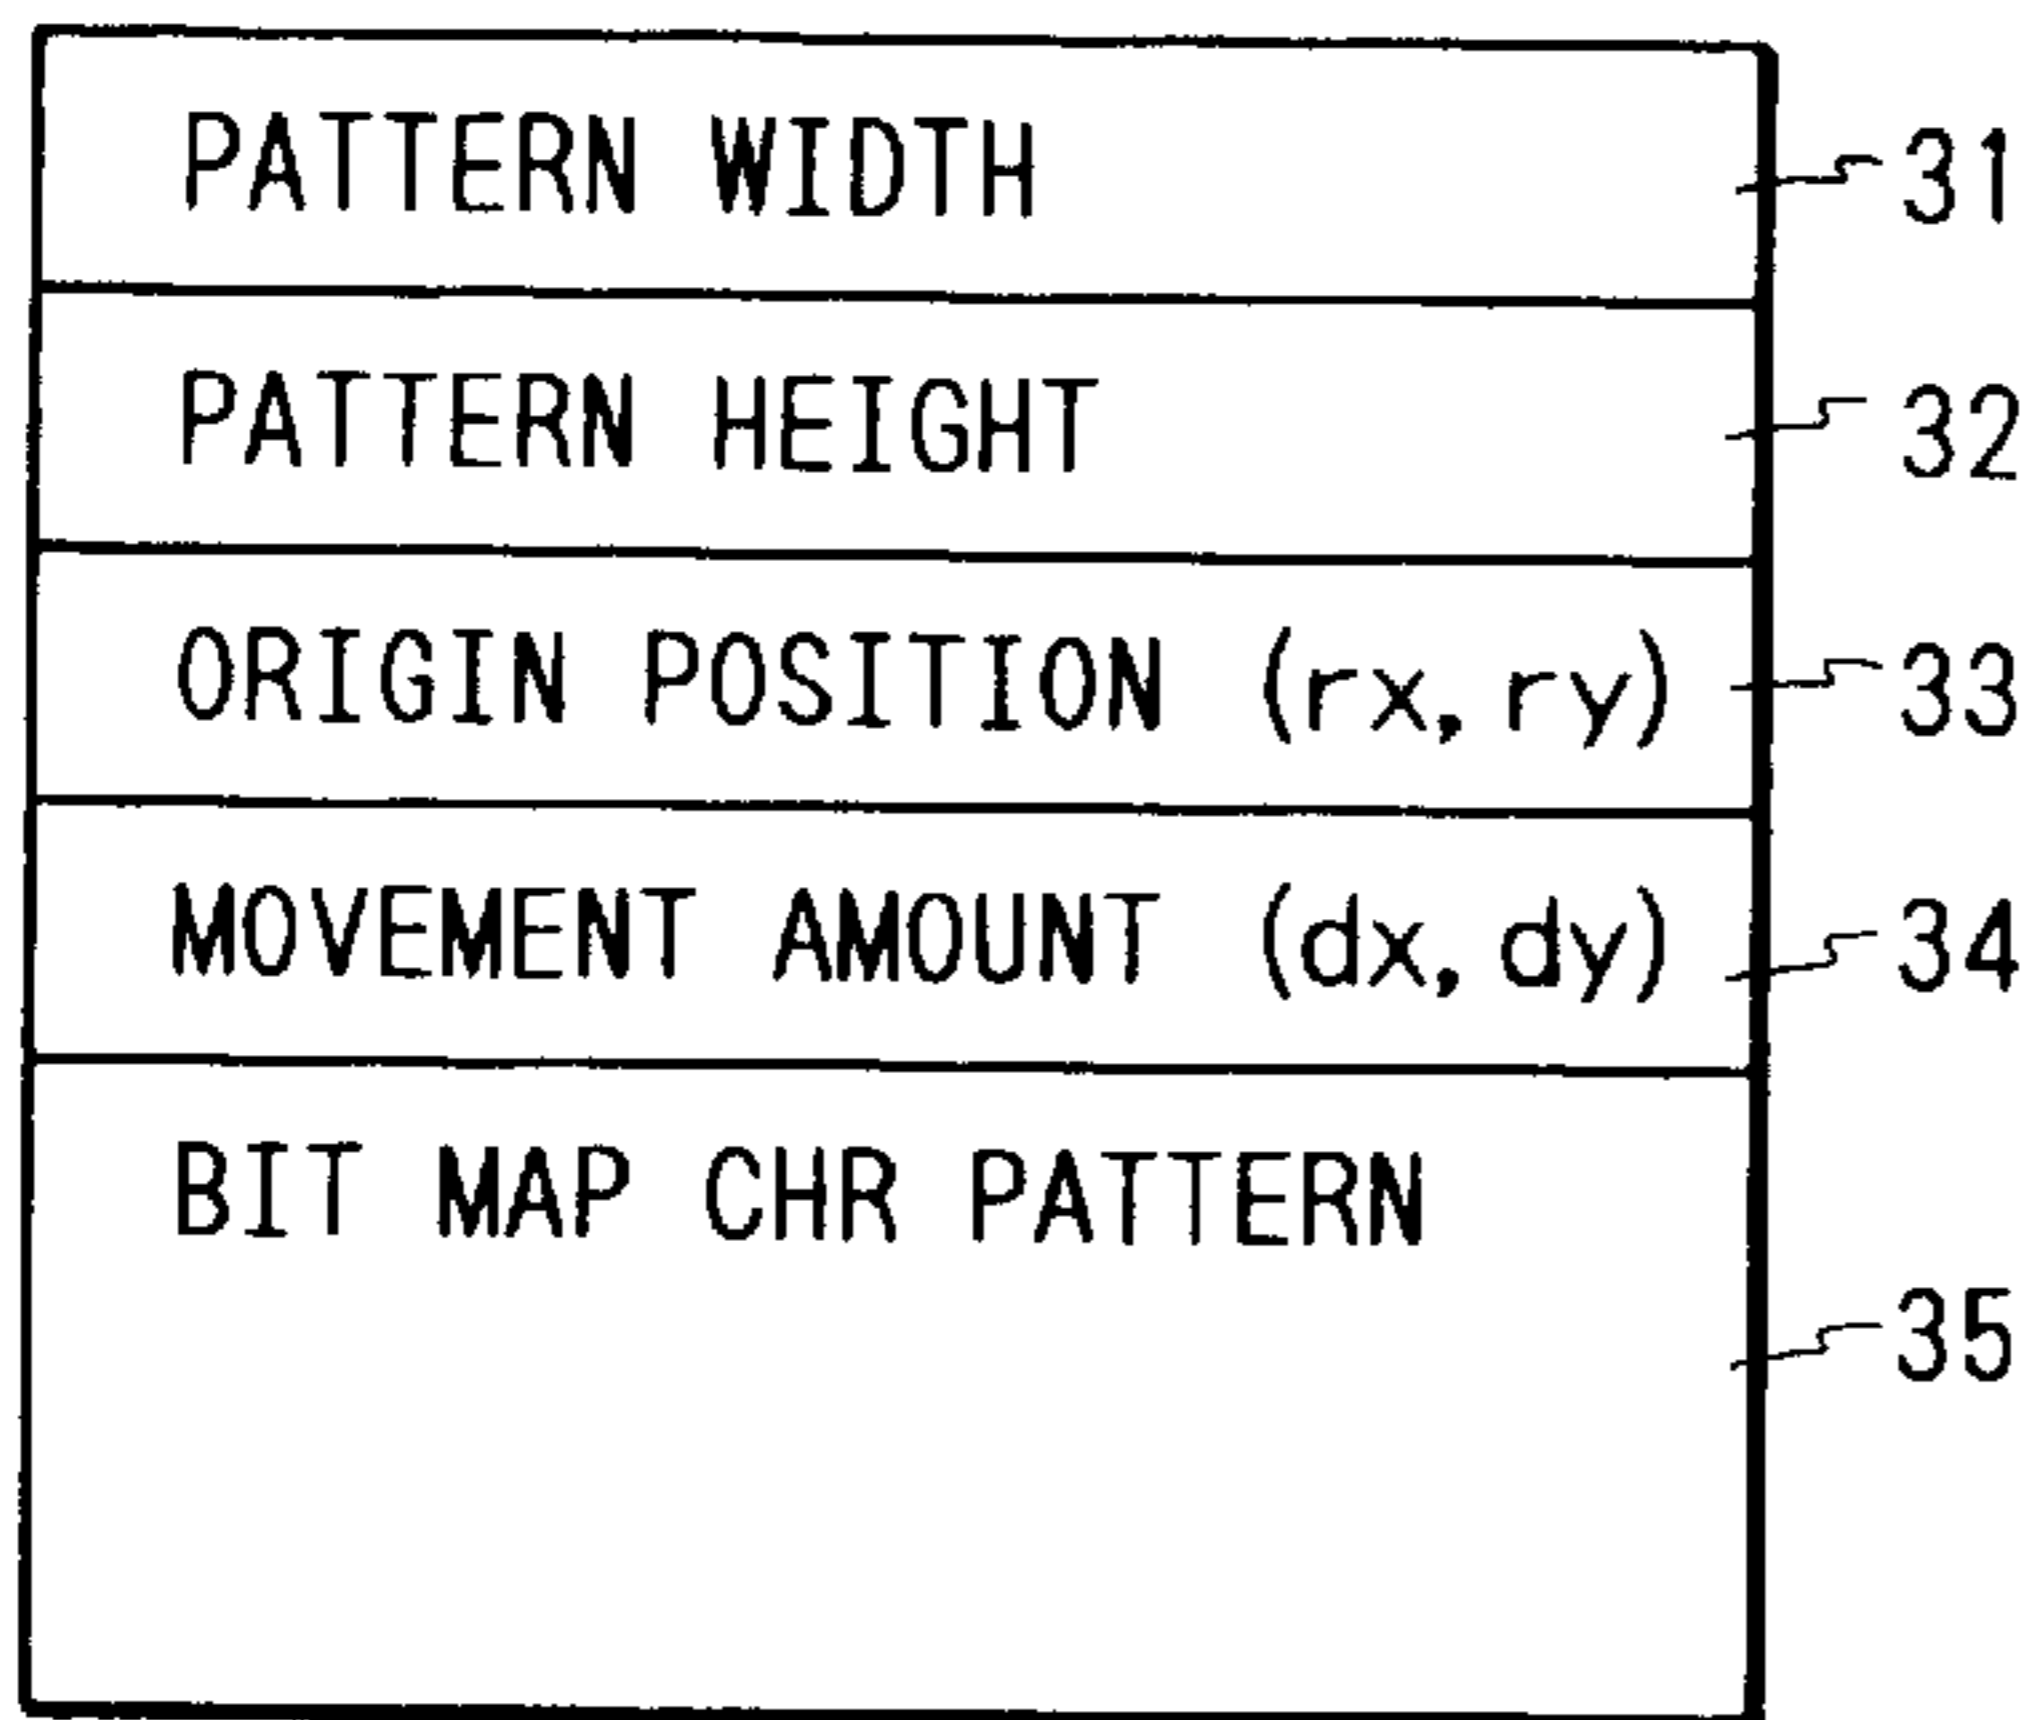 PATTERN WIDTH 31
PATTERN HEIGHT 32
ORIGIN POSITION (rx, ry) 33
MOVEMENT AMOUNT (dx, dy) 34
BIT MAP CHR PATTERN
35